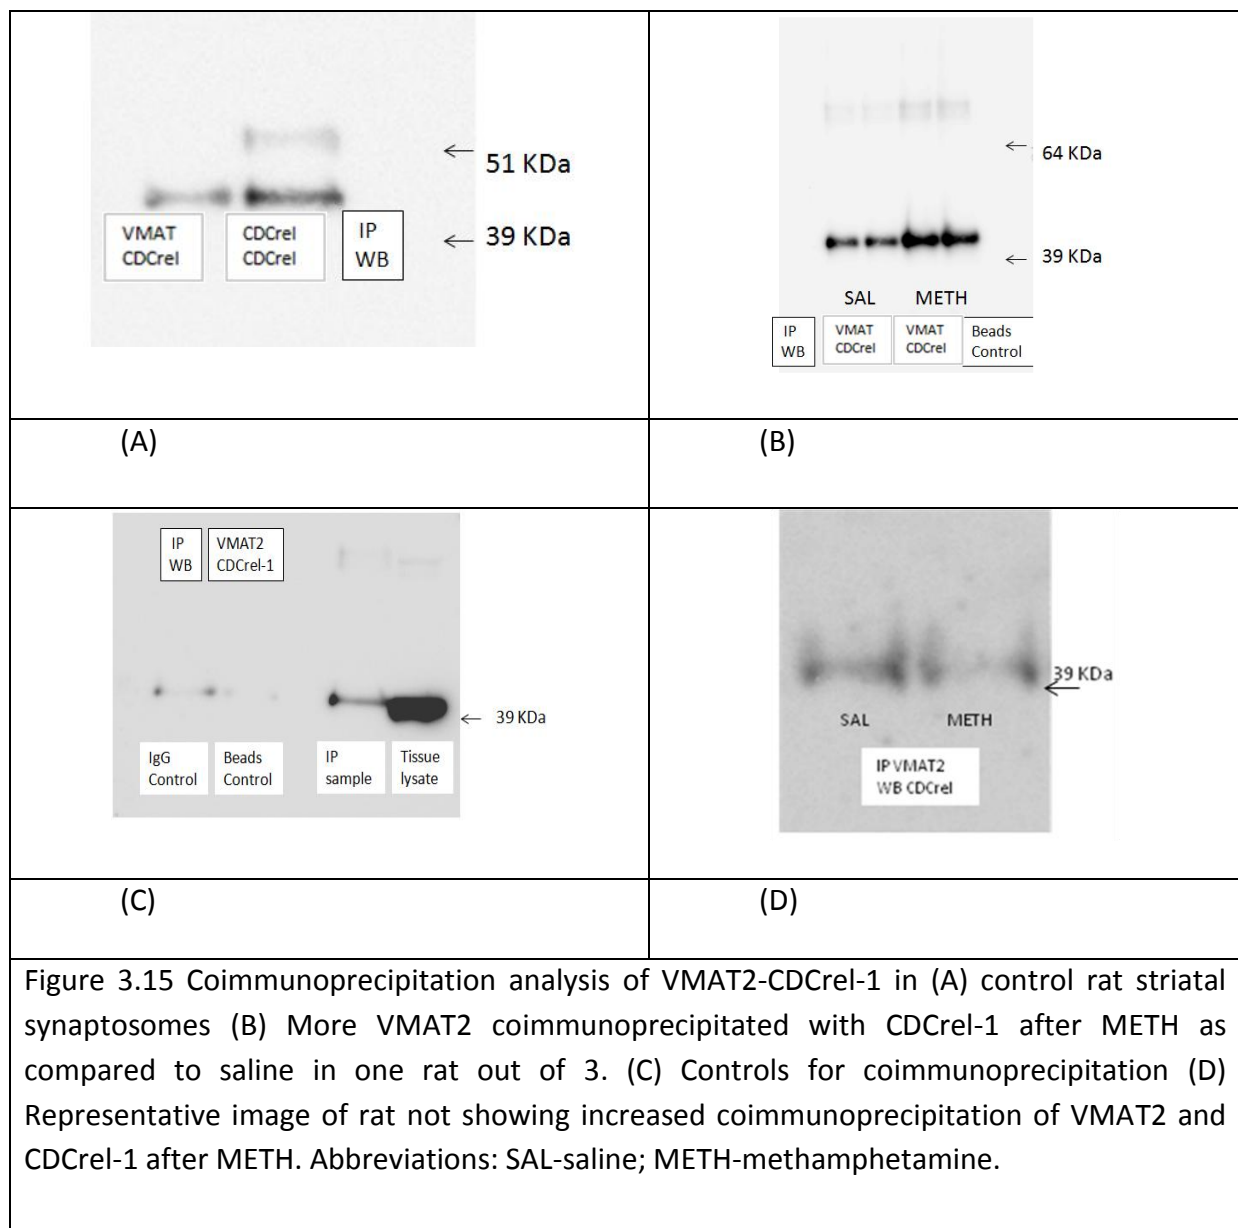 51 KDa
VMAT
CDCrel
CDCrel
CDCrel
IP
WB
39 KDa
(A)
64 KDa
39 KDa
SAL METH
IP
WB
VMAT
CDCrel
VMAT
CDCrel
Beads
Control
(B)
IP
WB
VMAT2
CDCrel-1
39 KDa
IgG
Control
Beads
Control
IP
sample
Tissue
lysate
(C)
39 KDa
SAL METH
IP VMAT2
WB CDCrel
(D)
Figure 3.15 Coimmunoprecipitation analysis of VMAT2-CDCrel-1 in (A) control rat striatal
synaptosomes (B) More VMAT2 coimmunoprecipitated with CDCrel-1 after METH as
compared to saline in one rat out of 3. (C) Controls for coimmunoprecipitation (D)
Representative image of rat not showing increased coimmunoprecipitation of VMAT2 and
CDCrel-1 after METH. Abbreviations: SAL-saline; METH-methamphetamine.